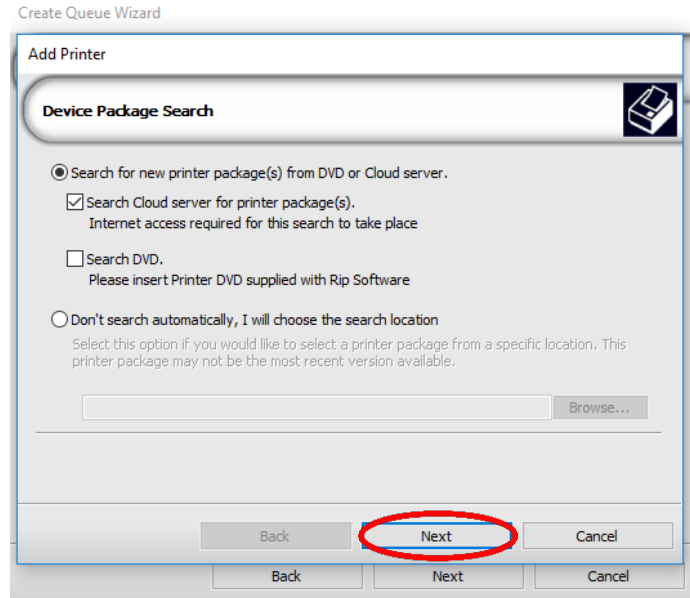 Create Queue Wizard
Add Printer
Device Package Search
Search for new printer package(s) from DVD or Cloud server.
Search Cloud server for printer package(s).
Internet access required for this search to take place
Search DVD.
Please insert Printer DVD supplied with Rip Software
Don't search automatically, I will choose the search location
Select this option if you would like to select a printer package from a specific location. This
printer package may not be the most recent version available.
Browse...
Back Next Cancel
Back Next Cancel